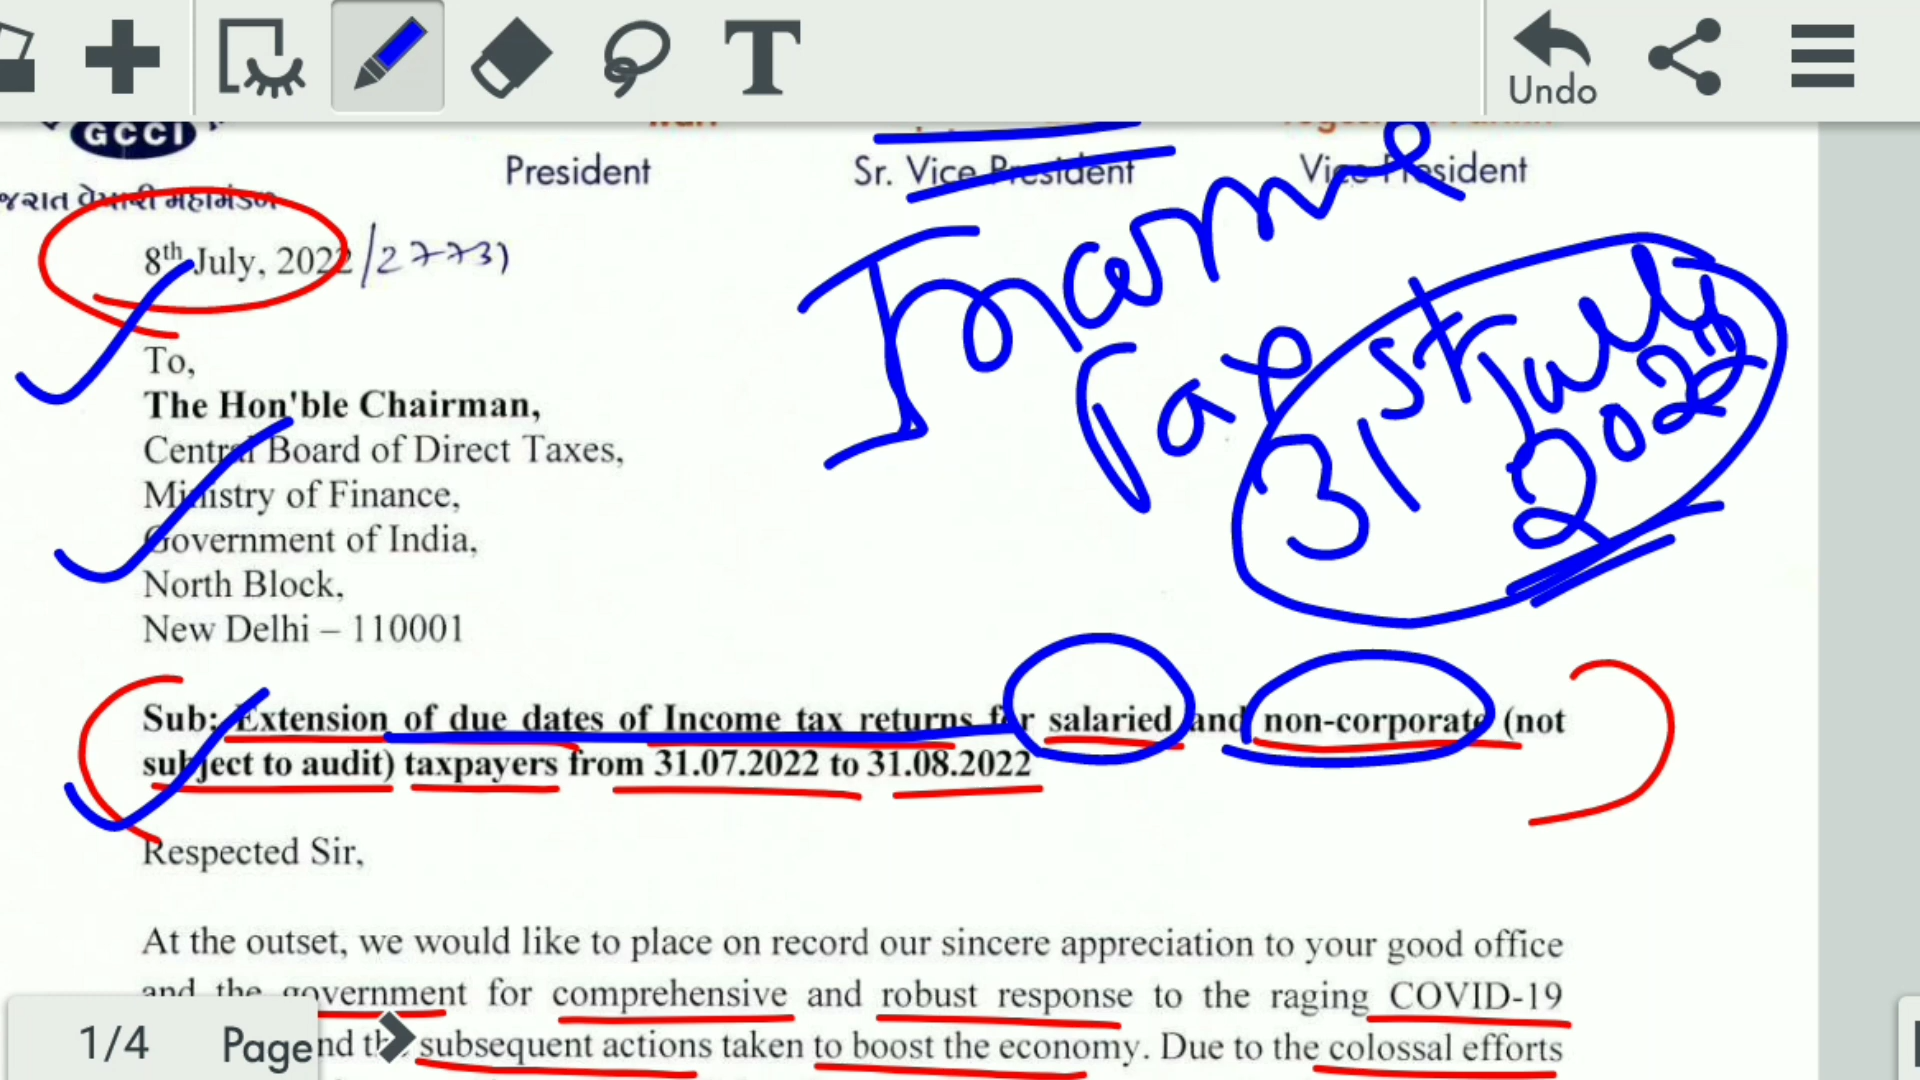 Undo
GCCI
President
Sr. Vice President
Vice President
8th July, 2022 /27731
Income
Tax
31st July
2022
To,
The Hon'ble Chairman,
Central Board of Direct Taxes,
Ministry of Finance,
Government of India,
North Block,
New Delhi – 110001
Sub: Extension of due dates of Income tax returns for salaried and non-corporate (not
subject to audit) taxpayers from 31.07.2022 to 31.08.2022
Respected Sir,
At the outset, we would like to place on record our sincere appreciation to your good office
and the government for comprehensive and robust response to the raging COVID-19
subsequent actions taken to boost the economy. Due to the colossal efforts
1/4 Page